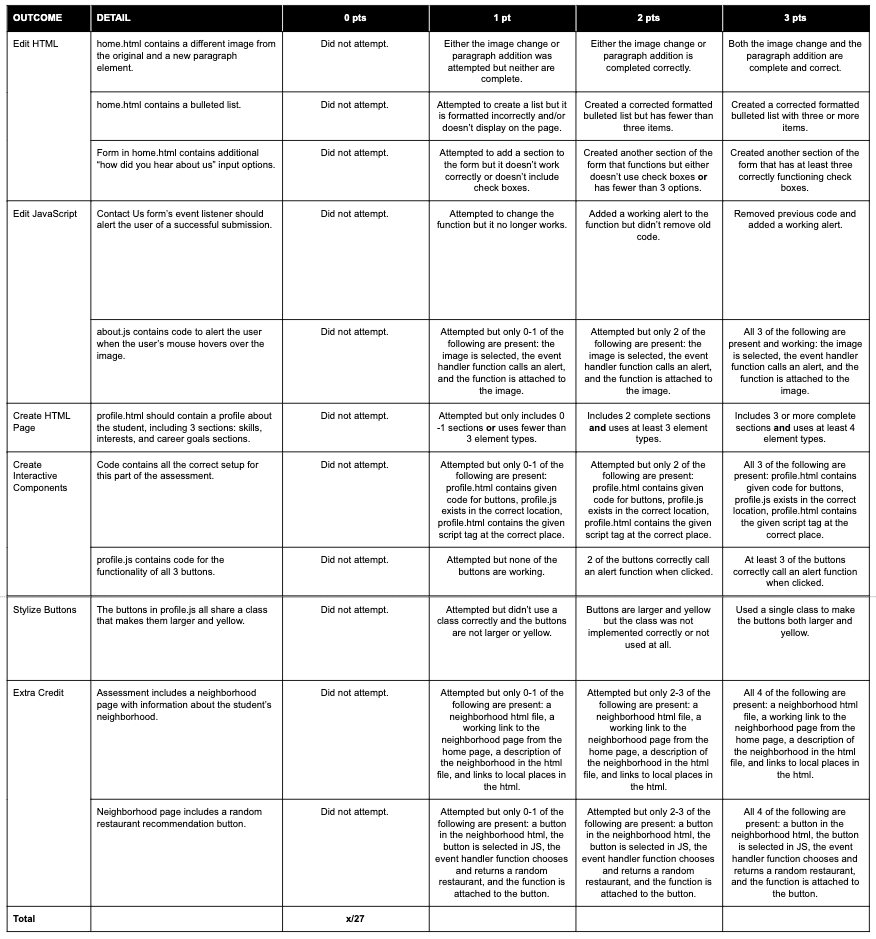 OUTCOME DETAIL 0 pts 1 pt 2 pts 3 pts
Edit HTML
home.html contains a different image from
the original and a new paragraph
element.
Did not attempt.
Either the image change or
paragraph addition was
attempted but neither are
complete.
Either the image change or
paragraph addition is
completed correctly.
Both the image change and the
paragraph addition are
complete and correct.
home.html contains a bulleted list.
Did not attempt.
Attempted to create a list but it
is formatted incorrectly and/or
doesn't display on the page.
Created a corrected formatted
bulleted list but has fewer than
three items.
Created a corrected formatted
bulleted list with three or more
items.
Form in home.html contains additional
"how did you hear about us" input options.
Did not attempt.
Attempted to add a section to
the form but it doesn't work
correctly or doesn't include
check boxes.
Created another section of the
form that functions but either
doesn't use check boxes or
has fewer than 3 options.
Created another section of the
form that has at least three
correctly functioning check
boxes.
Edit JavaScript
Contact Us form's event listener should
alert the user of a successful submission.
Did not attempt.
Attempted to change the
function but it no longer works.
Added a working alert to the
function but didn't remove old
code.
Removed previous code and
added a working alert.
about.js contains code to alert the user
when the user's mouse hovers over the
image.
Did not attempt.
Attempted but only 0-1 of the
following are present: the
image is selected, the event
handler function calls an alert,
and the function is attached to
the image.
Attempted but only 2 of the
following are present: the
image is selected, the event
handler function calls an alert,
and the function is attached to
the image.
All 3 of the following are
present and working: the image
is selected, the event handler
function calls an alert, and the
function is attached to the
image.
Create HTML
Page
profile.html should contain a profile about
the student, including 3 sections: skills,
interests, and career goals sections.
Did not attempt.
Attempted but only includes 0
-1 sections or uses fewer than
3 element types.
Includes 2 complete sections
and uses at least 3 element
types.
Includes 3 or more complete
sections and uses at least 4
element types.
Create
Interactive
Components
Code contains all the correct setup for
this part of the assessment.
Did not attempt.
Attempted but only 0-1 of the
following are present:
profile.html contains given
code for buttons, profile.js
exists in the correct location,
profile.html contains the given
script tag at the correct place.
Attempted but only 2 of the
following are present:
profile.html contains given
code for buttons, profile.js
exists in the correct location,
profile.html contains the given
script tag at the correct place.
All 3 of the following are
present: profile.html contains
given code for buttons,
profile.js exists in the correct
location, profile.html contains
the given script tag at the
correct place.
profile.js contains code for the
functionality of all 3 buttons.
Did not attempt.
Attempted but none of the
buttons are working.
2 of the buttons correctly call
an alert function when clicked.
At least 3 of the buttons
correctly call an alert function
when clicked.
Stylize Buttons
The buttons in profile.js all share a class
that makes them larger and yellow.
Did not attempt.
Attempted but didn't use a
class correctly and the buttons
are not larger or yellow.
Buttons are larger and yellow
but the class was not
implemented correctly or not
used at all.
Used a single class to make
the buttons both larger and
yellow.
Extra Credit
Assessment includes a neighborhood
page with information about the student's
neighborhood.
Did not attempt.
Attempted but only 0-1 of the
following are present: a
neighborhood html file, a
working link to the
neighborhood page from the
home page, a description of
the neighborhood in the html
file, and links to local places in
the html.
Attempted but only 2-3 of the
following are present: a
neighborhood html file, a
working link to the
neighborhood page from the
home page, a description of
the neighborhood in the html
file, and links to local places in
the html.
All 4 of the following are
present: a neighborhood html
file, a working link to the
neighborhood page from the
home page, a description of
the neighborhood in the html
file, and links to local places in
the html.
Neighborhood page includes a random
restaurant recommendation button.
Did not attempt.
Attempted but only 0-1 of the
following are present: a button
in the neighborhood html, the
button is selected in JS, the
event handler function chooses
and returns a random
restaurant, and the function is
attached to the button.
Attempted but only 2-3 of the
following are present: a button
in the neighborhood html, the
button is selected in JS, the
event handler function chooses
and returns a random
restaurant, and the function is
attached to the button.
All 4 of the following are
present: a button in the
neighborhood html, the button
is selected in JS, the event
handler function chooses and
returns a random restaurant,
and the function is attached to
the button.
Total x/27